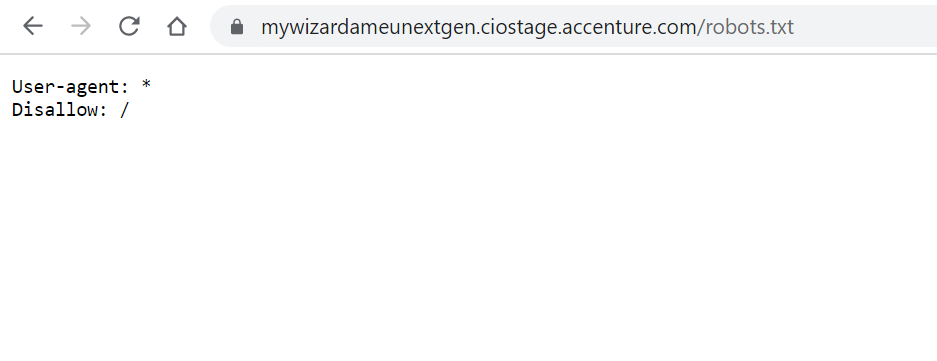 mywizardameunextgen.ciostage.accenture.com/robots.txt
User-agent: *
Disallow: /